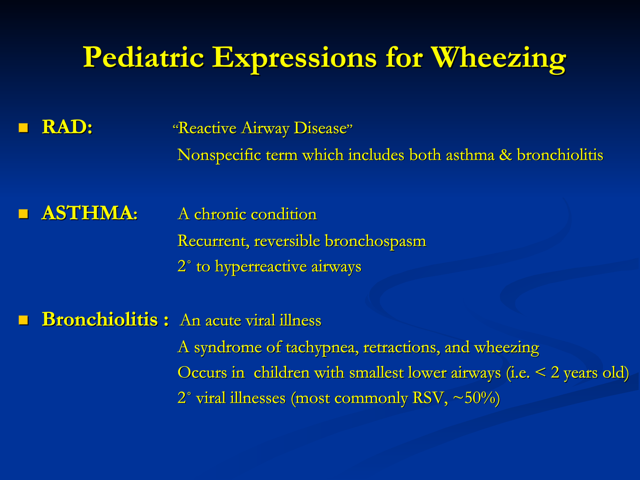 Pediatric Expressions for Wheezing
RAD: “Reactive Airway Disease”
Nonspecific term which includes both asthma & bronchiolitis
ASTHMA: A chronic condition
Recurrent, reversible bronchospasm
2˚ to hyperreactive airways
Bronchiolitis : An acute viral illness
A syndrome of tachypnea, retractions, and wheezing
Occurs in children with smallest lower airways (i.e. < 2 years old)
2˚ viral illnesses (most commonly RSV, ~50%)